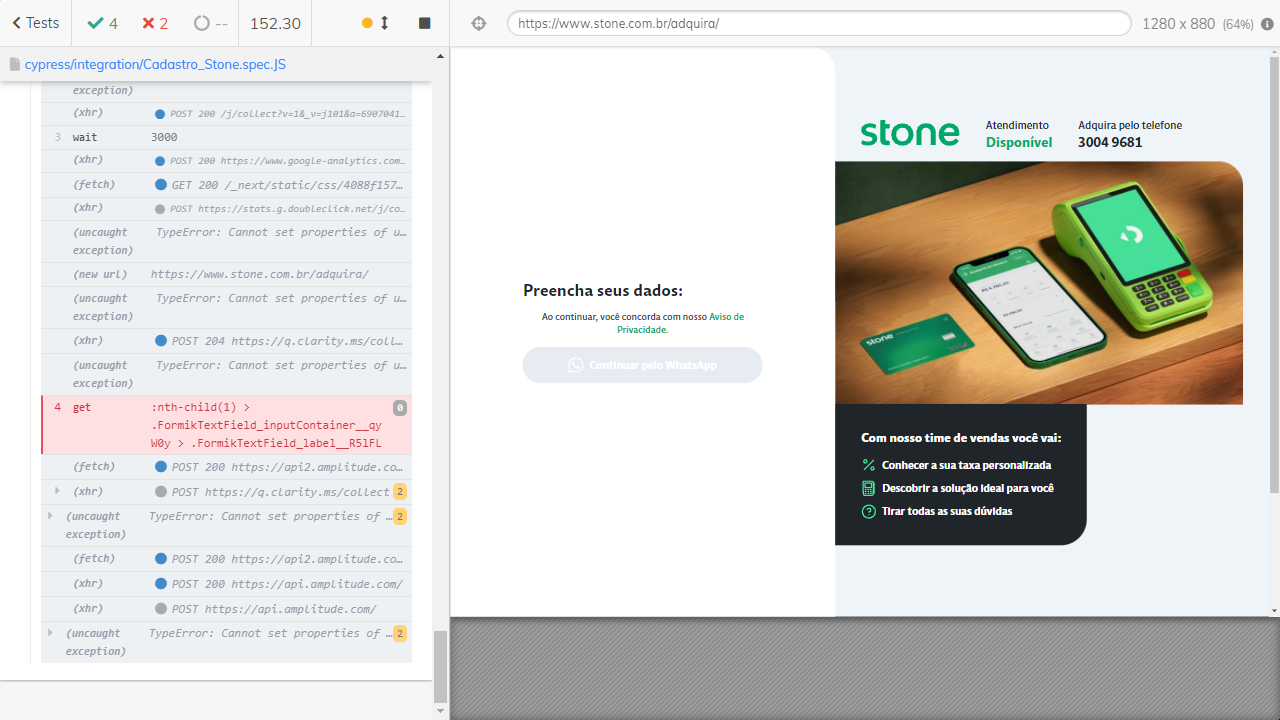 Tests
4
2
--
152.30
https://www.stone.com.br/adquira/
1280 x 880 (64%)
cypress/integration/Cadastro_Stone.spec.JS
exception)
(xhr) POST 200 /j/collect?v=1&_v=j101&a=6907041...
3 wait 3000
(xhr) POST 200 https://www.google-analytics.com...
(fetch) GET 200 /_next/static/css/4088f157...
(xhr) POST https://stats.g.doubleclick.net/j/co...
(uncaught exception) TypeError: Cannot set properties of u...
(new url) https://www.stone.com.br/adquira/
(uncaught exception) TypeError: Cannot set properties of u...
(xhr) POST 204 https://q.clarity.ms/coll...
(uncaught exception) TypeError: Cannot set properties of u...
4 get :nth-child(1) > 0
.FormikTextField_inputContainer__qy
W0y > .FormikTextField_label__R5lFL
(fetch) POST 200 https://api2.amplitude.co...
(xhr) POST https://q.clarity.ms/collect 2
(uncaught exception) TypeError: Cannot set properties of ... 2
(fetch) POST 200 https://api2.amplitude.co...
(xhr) POST 200 https://api.amplitude.com/
(xhr) POST https://api.amplitude.com/
(uncaught exception) TypeError: Cannot set properties of ... 2
Preencha seus dados:
Ao continuar, você concorda com nosso Aviso de
Privacidade.
Continuar pelo WhatsApp
stone
Atendimento
Disponível
Adquira pelo telefone
3004 9681
stone
VISA
Com nosso time de vendas você vai:
Conhecer a sua taxa personalizada
Descobrir a solução ideal para você
Tirar todas as suas dúvidas